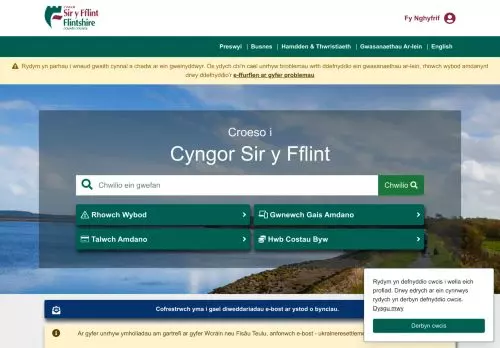 CYNGOR
Sir y Fflint
Flintshire
COUNTY COUNCIL
Fy Nghyfrif
Preswyl | Busnes | Hamdden & Thwristiaeth | Gwasanaethau Ar-lein | English
Rydym yn parhau i wneud gwaith cynnal a chadw ar ein gweinyddwyr. Os ydych chi'n cael unrhyw broblemau wrth ddefnyddio ein gwasanaethau ar-lein, rhowch wybod amdanynt
drwy ddefnyddio'r e-ffurflen ar gyfer problemau
Croeso i
Cyngor Sir y Fflint
Chwilio ein gwefan
Chwilio
Rhowch Wybod
Gwnewch Gais Amdano
Talwch Amdano
Hwb Costau Byw
Rydym yn defnyddio cwcis i wella eich
profiad. Drwy edrych ar ein cynnwys
rydych yn derbyn defnyddio cwcis.
Dysgu mwy
Derbyn cwcis
Cofrestrwch yma i gael diweddariadau e-bost ar ystod o bynciau.
Ar gyfer unrhyw ymholiadau am gartrefi ar gyfer Wcráin neu Fisâu Teulu, anfonwch e-bost - ukraineresettlem